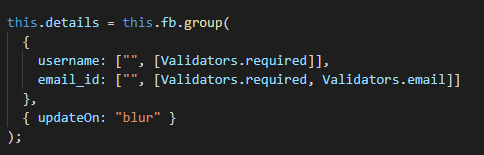 this.details = this.fb.group(
{
username: ["", [Validators.required]],
email_id: ["", [Validators.required, Validators.email]]
},
{ updateOn: "blur" }
);